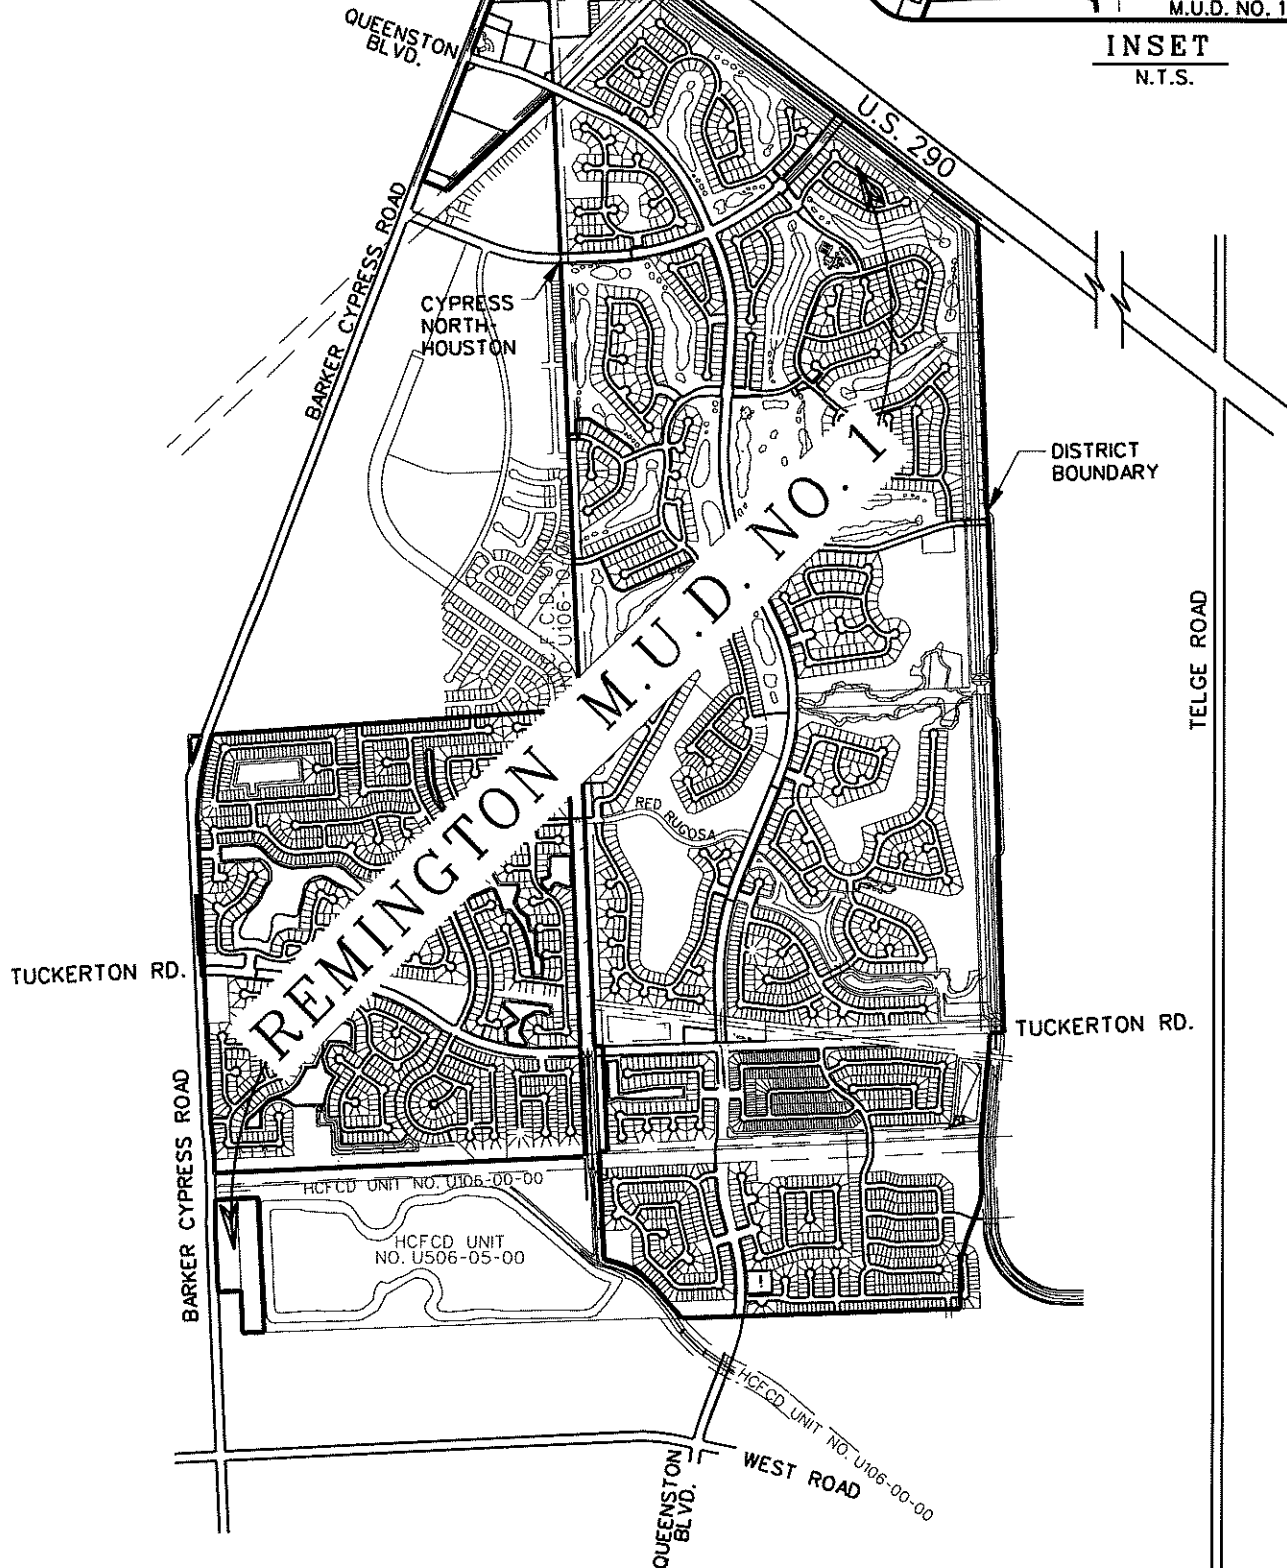 M.U.D. NO. 1
INSET
N.T.S.
QUEENSTON
BLVD.
U.S. 290
BARKER CYPRESS ROAD
CYPRESS
NORTH-
HOUSTON
DISTRICT
BOUNDARY
TELGE ROAD
REMINGTON M.U.D. NO. 1
RED RUGOSA
TUCKERTON RD.
TUCKERTON RD.
BARKER CYPRESS ROAD
HCFCD UNIT NO. U106-00-00
HCFCD UNIT
NO. U506-05-00
HCFCD UNIT NO. U106-00-00
WEST ROAD
QUEENSTON
BLVD.